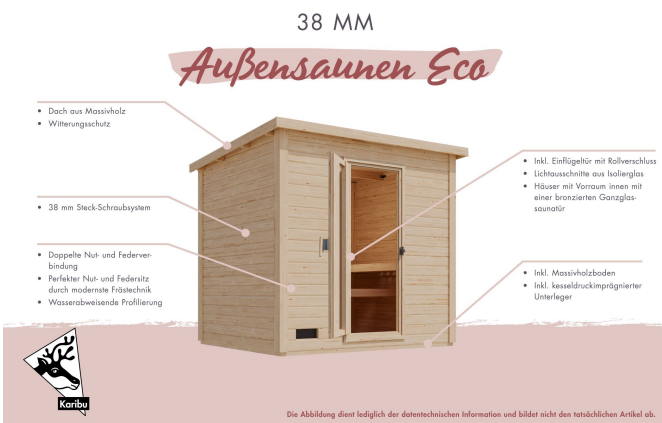 38 MM
Außensaunen Eco
• Dach aus Massivholz
• Witterungsschutz
• 38 mm Steck-Schraubsystem
• Doppelte Nut- und Federver-
bindung
• Perfekter Nut- und Federsitz
durch modernste Frästechnik
• Wasserabweisende Profilierung
• Inkl. Einflügeltür mit Rollverschluss
• Lichtausschnitte aus Isolierglas
• Häuser mit Vorraum innen mit
einer bronzierten Ganzglas-
saunatür
• Inkl. Massivholzboden
• Inkl. kesseldruckimprägnierter
Unterleger
Karibu
Die Abbildung dient lediglich der datentechnischen Information und bildet nicht den tatsächlichen Artikel ab.